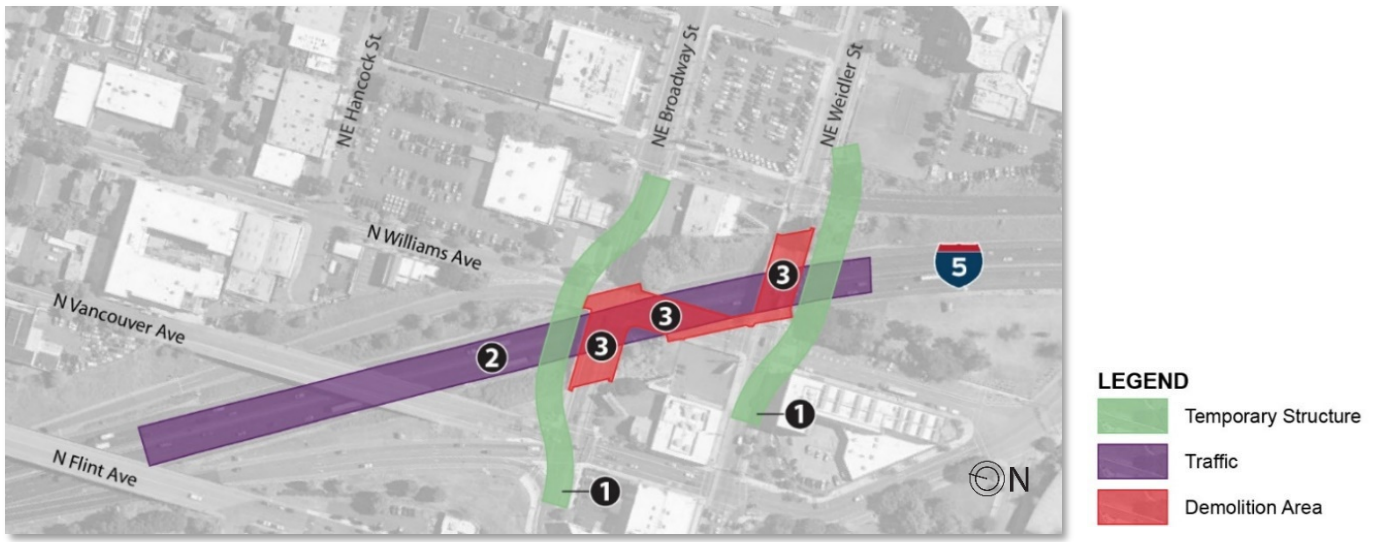 NE Hancock St
NE Broadway St
NE Weidler St
N Williams Ave
5
3
N Vancouver Ave
3
3
2
N Flint Ave
1
1
N
LEGEND
Temporary Structure
Traffic
Demolition Area